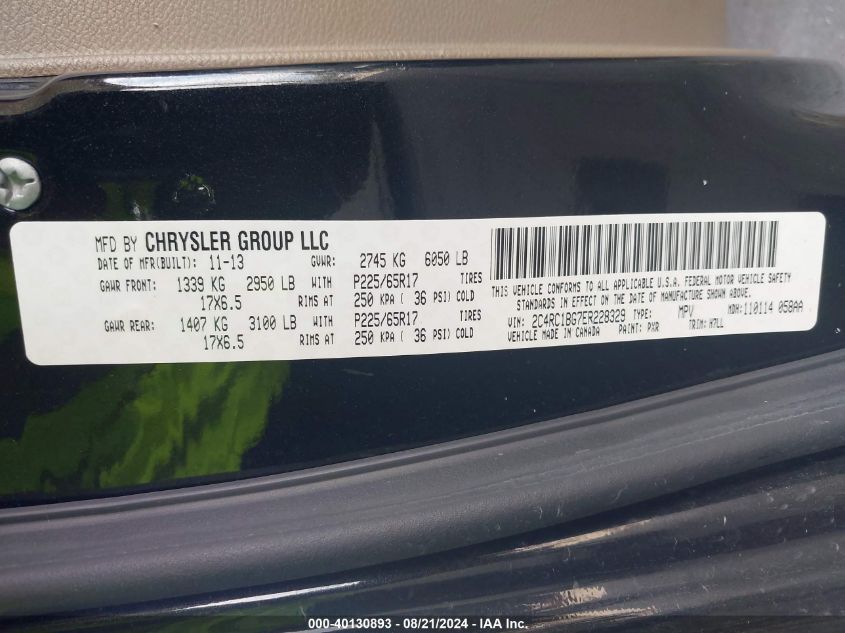 MFD BY CHRYSLER GROUP LLC
DATE OF MFR(BUILT): 11-13 GVWR: 2745 KG 6050 LB
GAWR FRONT: 1339 KG 2950 LB WITH P225/65R17 TIRES
17X6.5 RIMS AT 250 KPA ( 36 PSI) COLD
GAWR REAR: 1407 KG 3100 LB WITH P225/65R17 TIRES
17X6.5 RIMS AT 250 KPA ( 36 PSI) COLD
THIS VEHICLE CONFORMS TO ALL APPLICABLE U.S.A. FEDERAL MOTOR VEHICLE SAFETY
STANDARDS IN EFFECT ON THE DATE OF MANUFACTURE SHOWN ABOVE.
VIN: 2C4RC1BG7ER228329 TYPE: MPV MDH:110114 058AA
VEHICLE MADE IN CANADA PAINT: PXR TRIM: H7LL
000-40130893 - 08/21/2024 - IAA Inc.